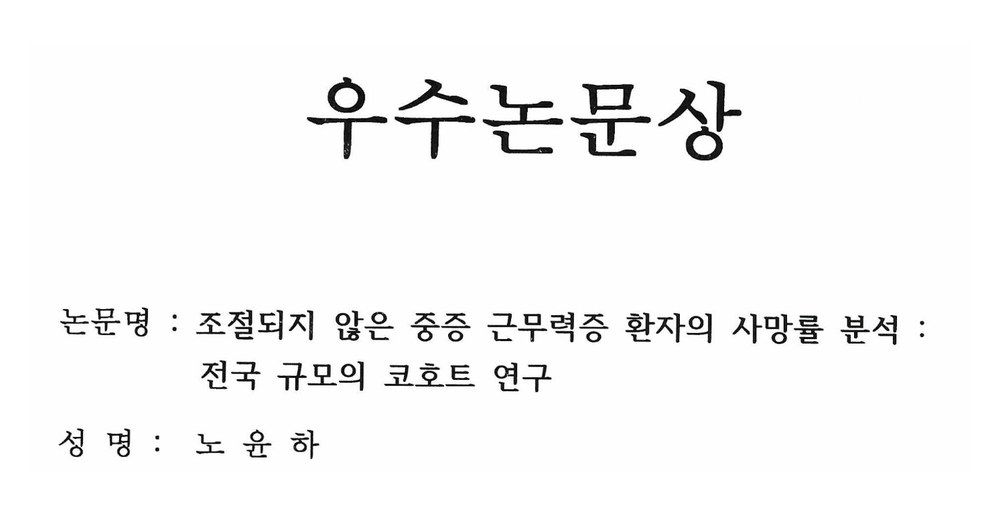 우수논문상
논문명 : 조절되지 않은 중증 근무력증 환자의 사망률 분석 :
전국 규모의 코호트 연구
성 명 : 노 윤 하